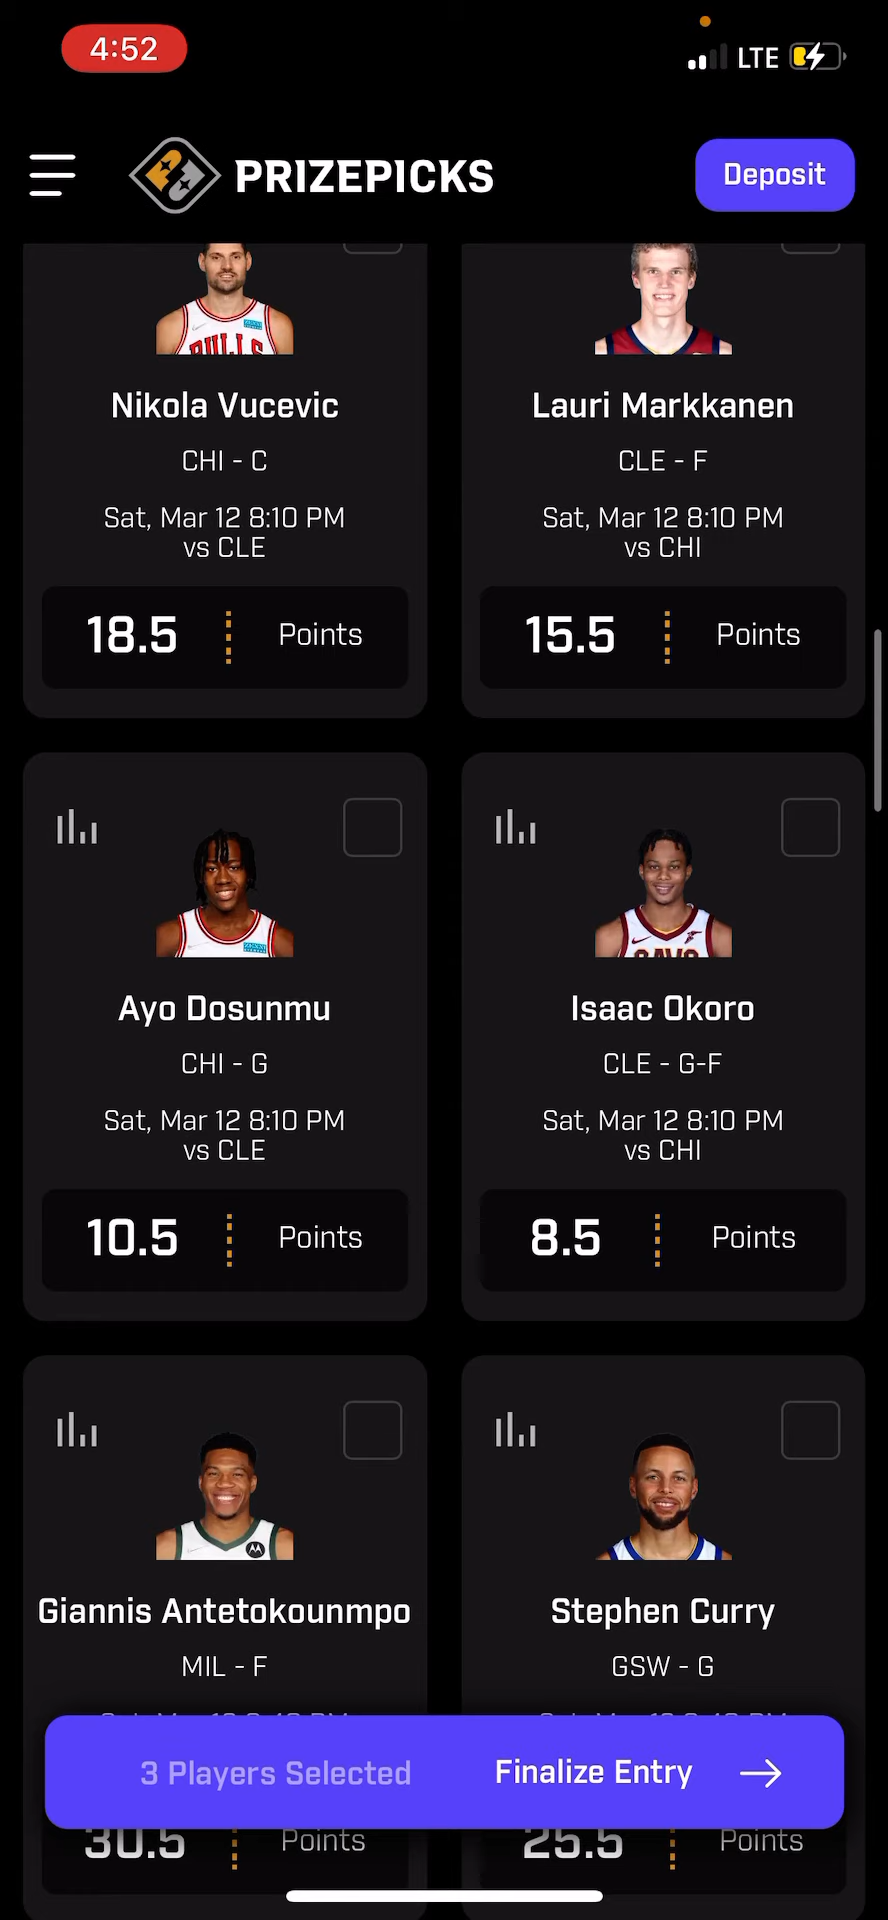 4:52
LTE
PRIZEPICKS
Deposit
BULLS
Nikola Vucevic
CHI - C
Sat, Mar 12 8:10 PM
vs CLE
18.5 Points
Lauri Markkanen
CLE - F
Sat, Mar 12 8:10 PM
vs CHI
15.5 Points
Ayo Dosunmu
CHI - G
Sat, Mar 12 8:10 PM
vs CLE
10.5 Points
CAVS
Isaac Okoro
CLE - G-F
Sat, Mar 12 8:10 PM
vs CHI
8.5 Points
Giannis Antetokounmpo
MIL - F
30.5 Points
Stephen Curry
GSW - G
25.5 Points
3 Players Selected
Finalize Entry